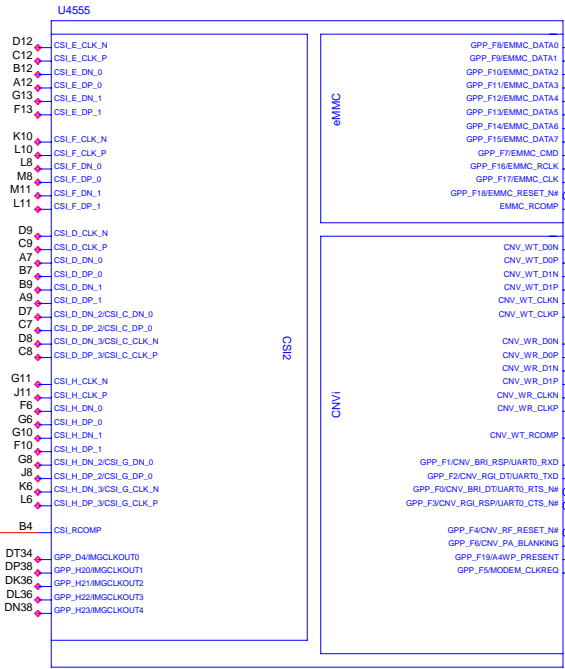 U4555
D12 CSI_E_CLK_N
C12 CSI_E_CLK_P
B12 CSI_E_DN_0
A12 CSI_E_DP_0
G13 CSI_E_DN_1
F13 CSI_E_DP_1
K10 CSI_F_CLK_N
L10 CSI_F_CLK_P
L8 CSI_F_DN_0
M8 CSI_F_DP_0
M11 CSI_F_DN_1
L11 CSI_F_DP_1
D9 CSI_D_CLK_N
C9 CSI_D_CLK_P
A7 CSI_D_DN_0
B7 CSI_D_DP_0
B9 CSI_D_DN_1
A9 CSI_D_DP_1
D7 CSI_D_DN_2/CSI_C_DN_0
C7 CSI_D_DP_2/CSI_C_DP_0
D8 CSI_D_DN_3/CSI_C_CLK_N
C8 CSI_D_DP_3/CSI_C_CLK_P
G11 CSI_H_CLK_N
J11 CSI_H_CLK_P
F6 CSI_H_DN_0
G6 CSI_H_DP_0
G10 CSI_H_DN_1
F10 CSI_H_DP_1
G8 CSI_H_DN_2/CSI_G_DN_0
J8 CSI_H_DP_2/CSI_G_DP_0
K6 CSI_H_DN_3/CSI_G_CLK_N
L6 CSI_H_DP_3/CSI_G_CLK_P
B4 CSI_RCOMP
DT34 GPP_D4/IMGCLKOUT0
DP38 GPP_H20/IMGCLKOUT1
DK36 GPP_H21/IMGCLKOUT2
DL36 GPP_H22/IMGCLKOUT3
DN38 GPP_H23/IMGCLKOUT4
CSI2
eMMC
GPP_F8/EMMC_DATA0
GPP_F9/EMMC_DATA1
GPP_F10/EMMC_DATA2
GPP_F11/EMMC_DATA3
GPP_F12/EMMC_DATA4
GPP_F13/EMMC_DATA5
GPP_F14/EMMC_DATA6
GPP_F15/EMMC_DATA7
GPP_F7/EMMC_CMD
GPP_F16/EMMC_RCLK
GPP_F17/EMMC_CLK
GPP_F18/EMMC_RESET_N#
EMMC_RCOMP
CNVi
CNV_WT_D0N
CNV_WT_D0P
CNV_WT_D1N
CNV_WT_D1P
CNV_WT_CLKN
CNV_WT_CLKP
CNV_WR_D0N
CNV_WR_D0P
CNV_WR_D1N
CNV_WR_D1P
CNV_WR_CLKN
CNV_WR_CLKP
CNV_WT_RCOMP
GPP_F1/CNV_BRI_RSP/UART0_RXD
GPP_F2/CNV_RGI_DT/UART0_TXD
GPP_F0/CNV_BRI_DT/UART0_RTS_N#
GPP_F3/CNV_RGI_RSP/UART0_CTS_N#
GPP_F4/CNV_RF_RESET_N#
GPP_F6/CNV_PA_BLANKING
GPP_F19/A4WP_PRESENT
GPP_F5/MODEM_CLKREQ